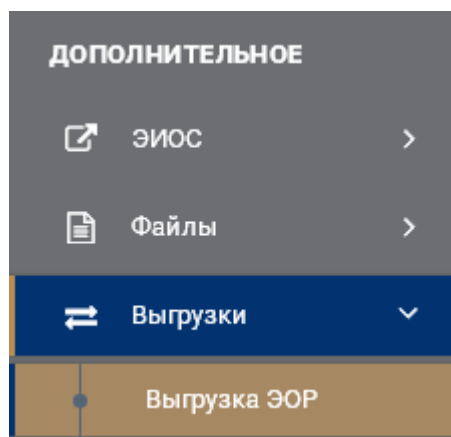 ДОПОЛНИТЕЛЬНОЕ
ЭИОС
Файлы
Выгрузки
Выгрузка ЭОР